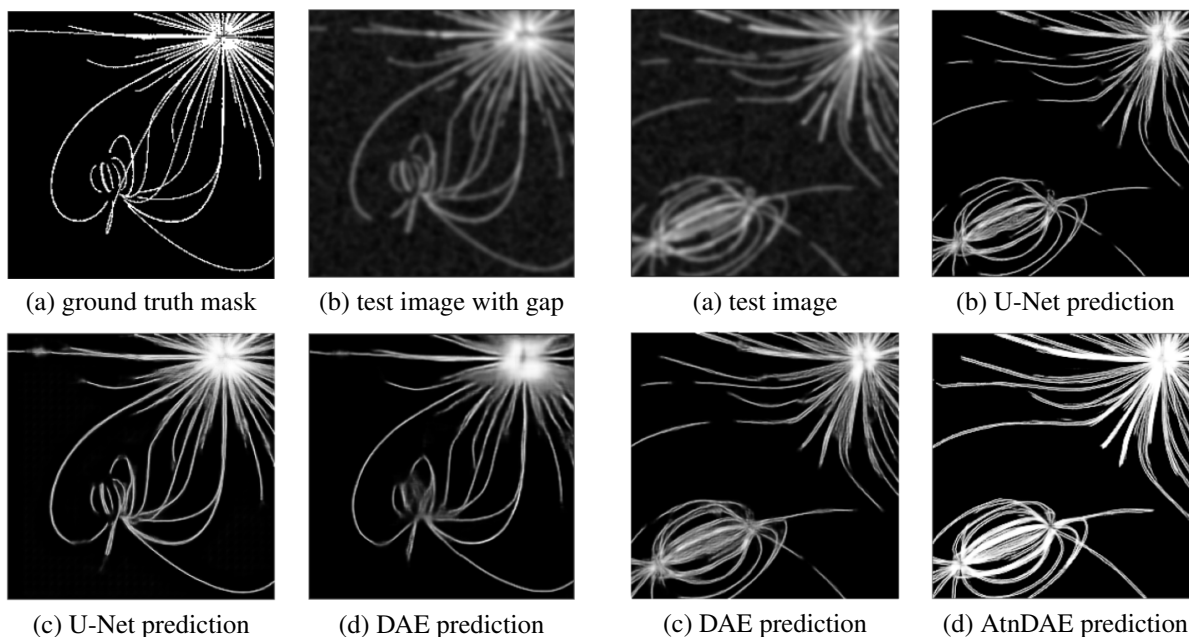 (a) ground truth mask
(b) test image with gap
(a) test image
(b) U-Net prediction
(c) U-Net prediction
(d) DAE prediction
(c) DAE prediction
(d) AtnDAE prediction